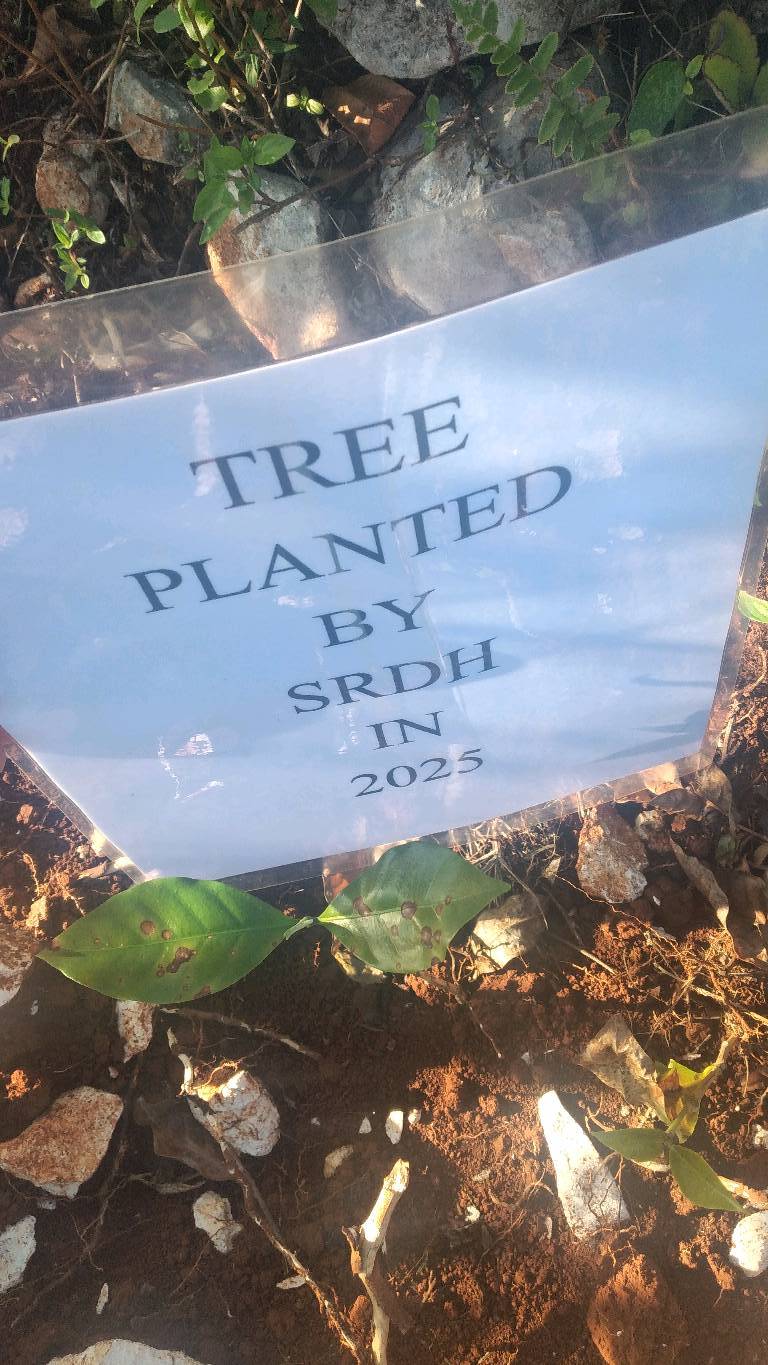 TREE
PLANTED
BY
SRDH
IN
2025